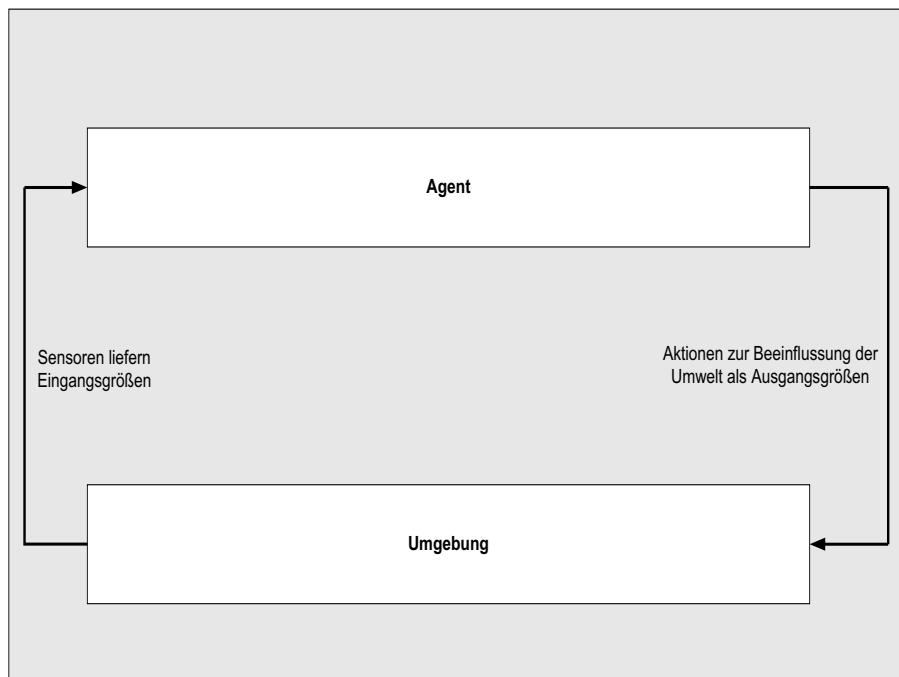 Agent
Sensoren liefern
Eingangsgrößen
Aktionen zur Beeinflussung der
Umwelt als Ausgangsgrößen
Umgebung